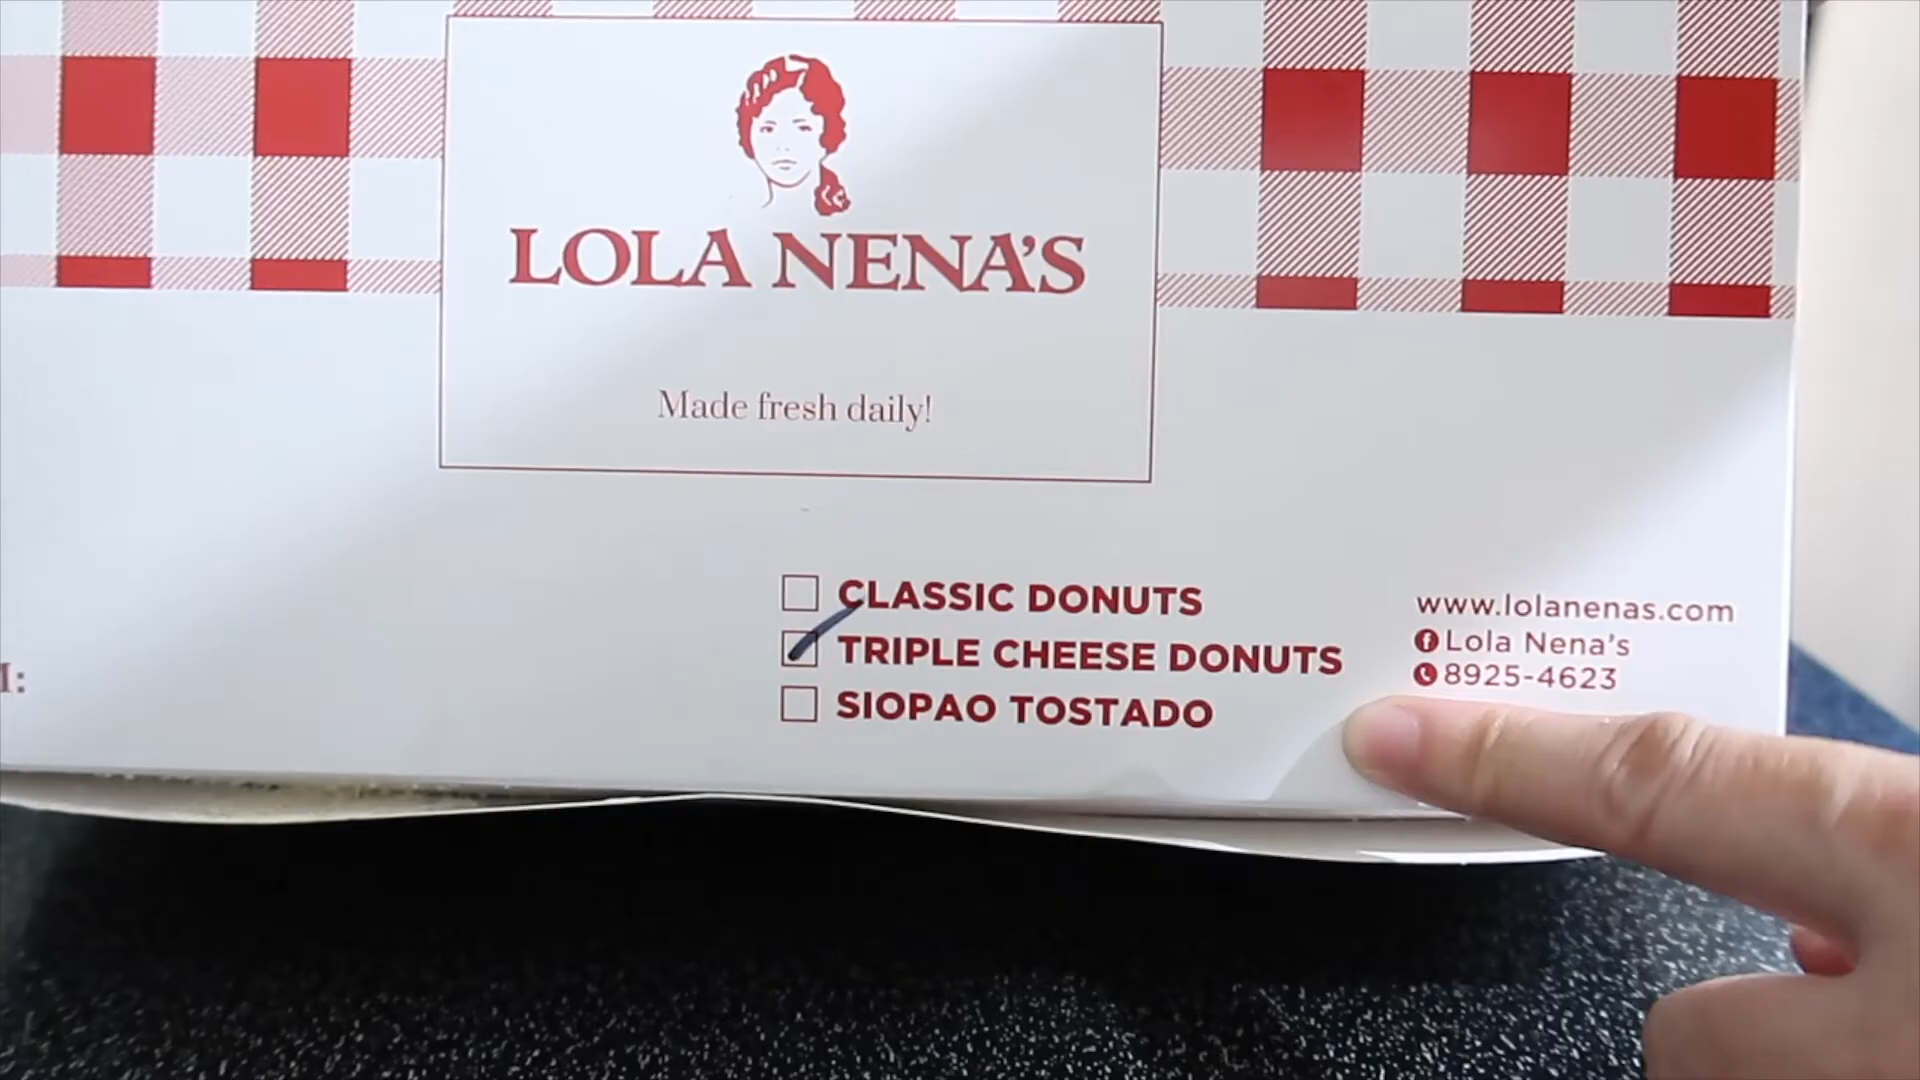 LOLA NENA'S
Made fresh daily!
CLASSIC DONUTS
TRIPLE CHEESE DONUTS
SIOPAO TOSTADO
www.lolanenas.com
Lola Nena's
8925-4623